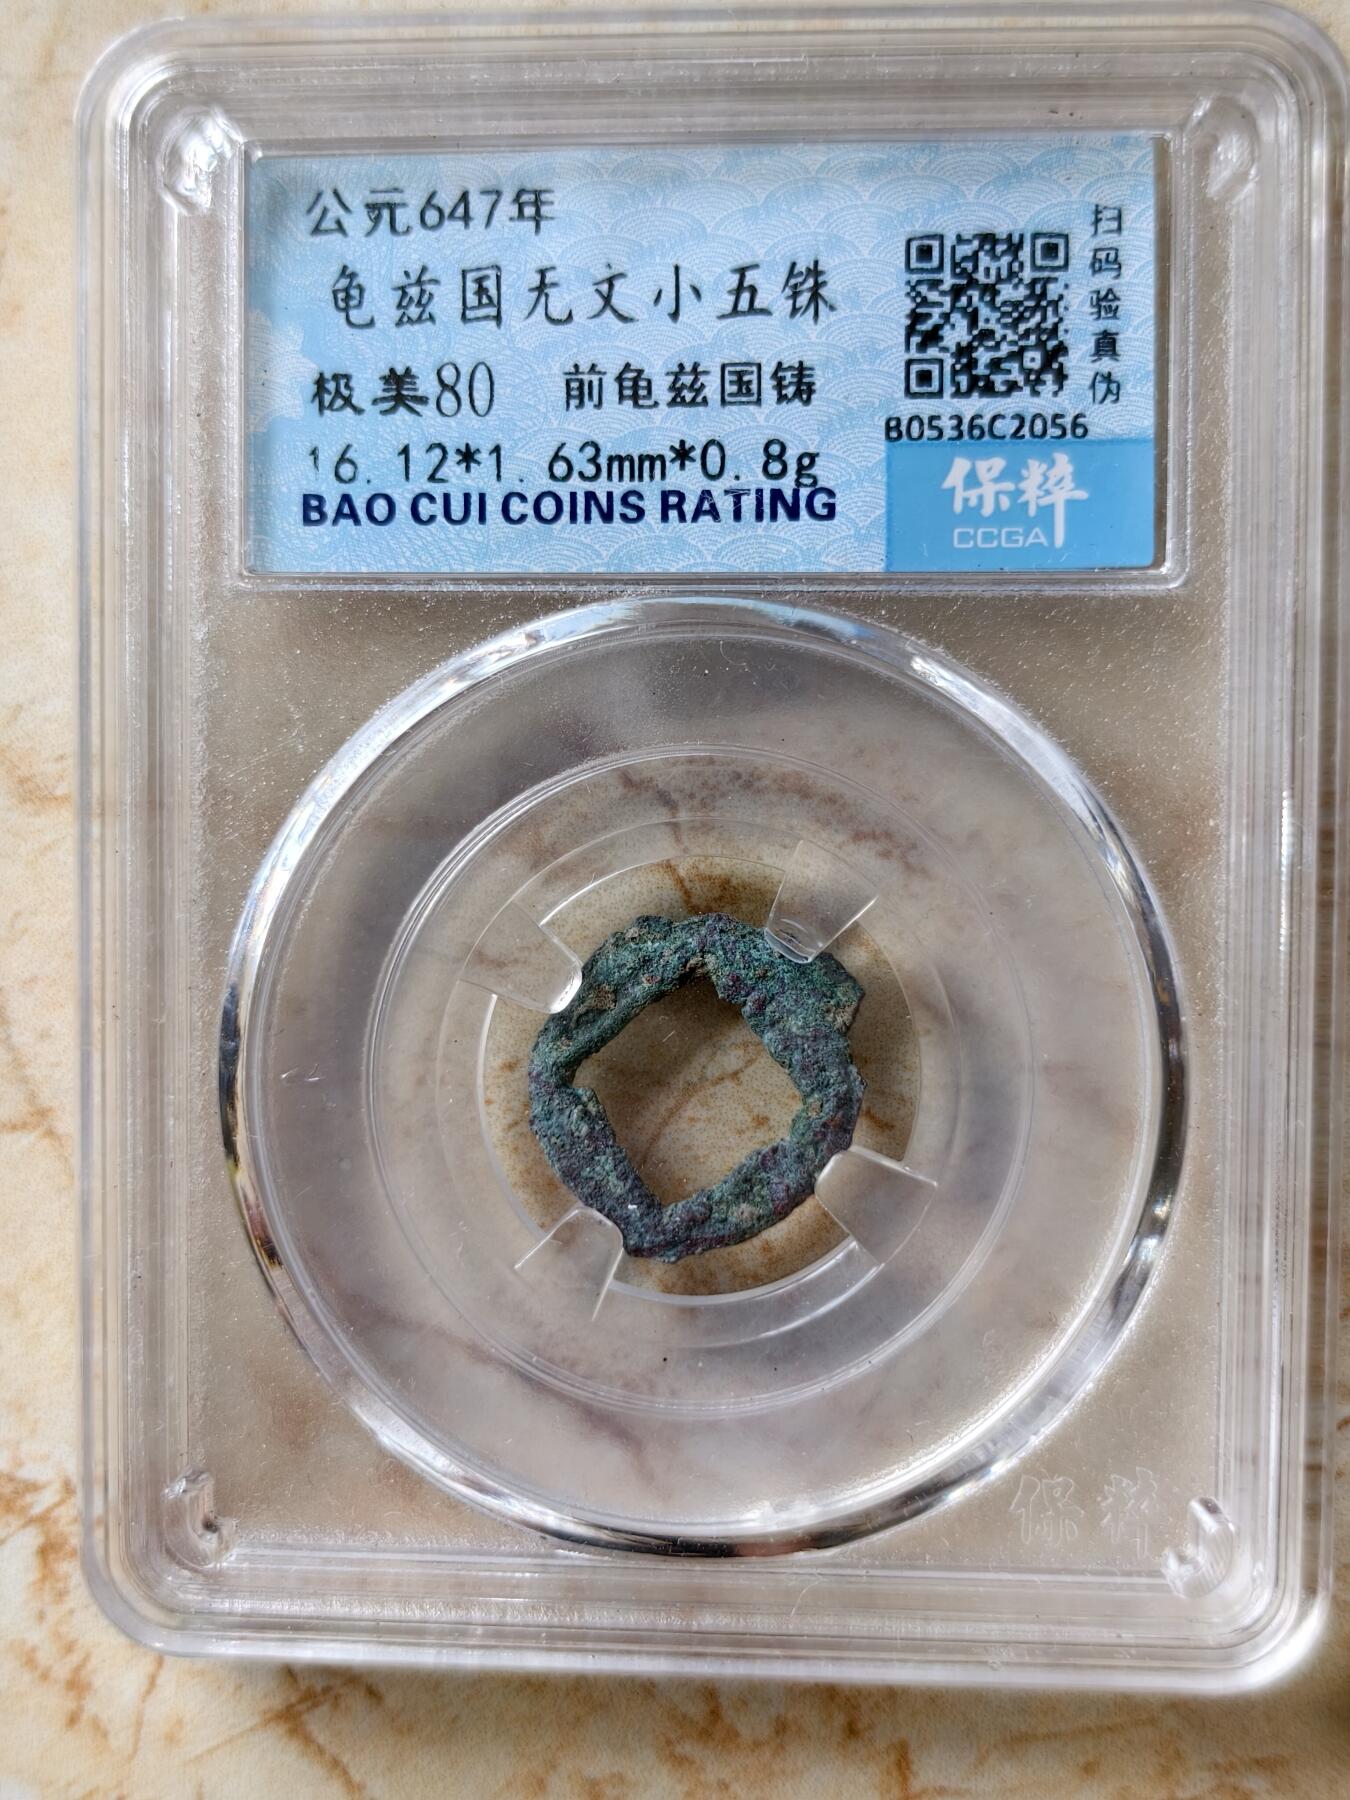 公元647年
龟兹国无文小五铢
极美80 前龟兹国铸
16.12*1.63mm*0.8g
BAO CUI COINS RATING
扫码验真伪
B0536C2056
保粹
CCGA
保粹